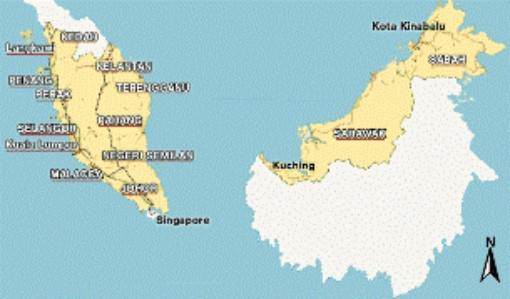 KEDAH
Langkawi
KELANTAN
PENANG
TERENGGANU
PERAK
PAHANG
SELANGOR
Kuala Lumpur
NEGERI SEMILAN
MALACCA
JOHOR
Singapore
Kota Kinabalu
SABAH
SARAWAK
Kuching
N